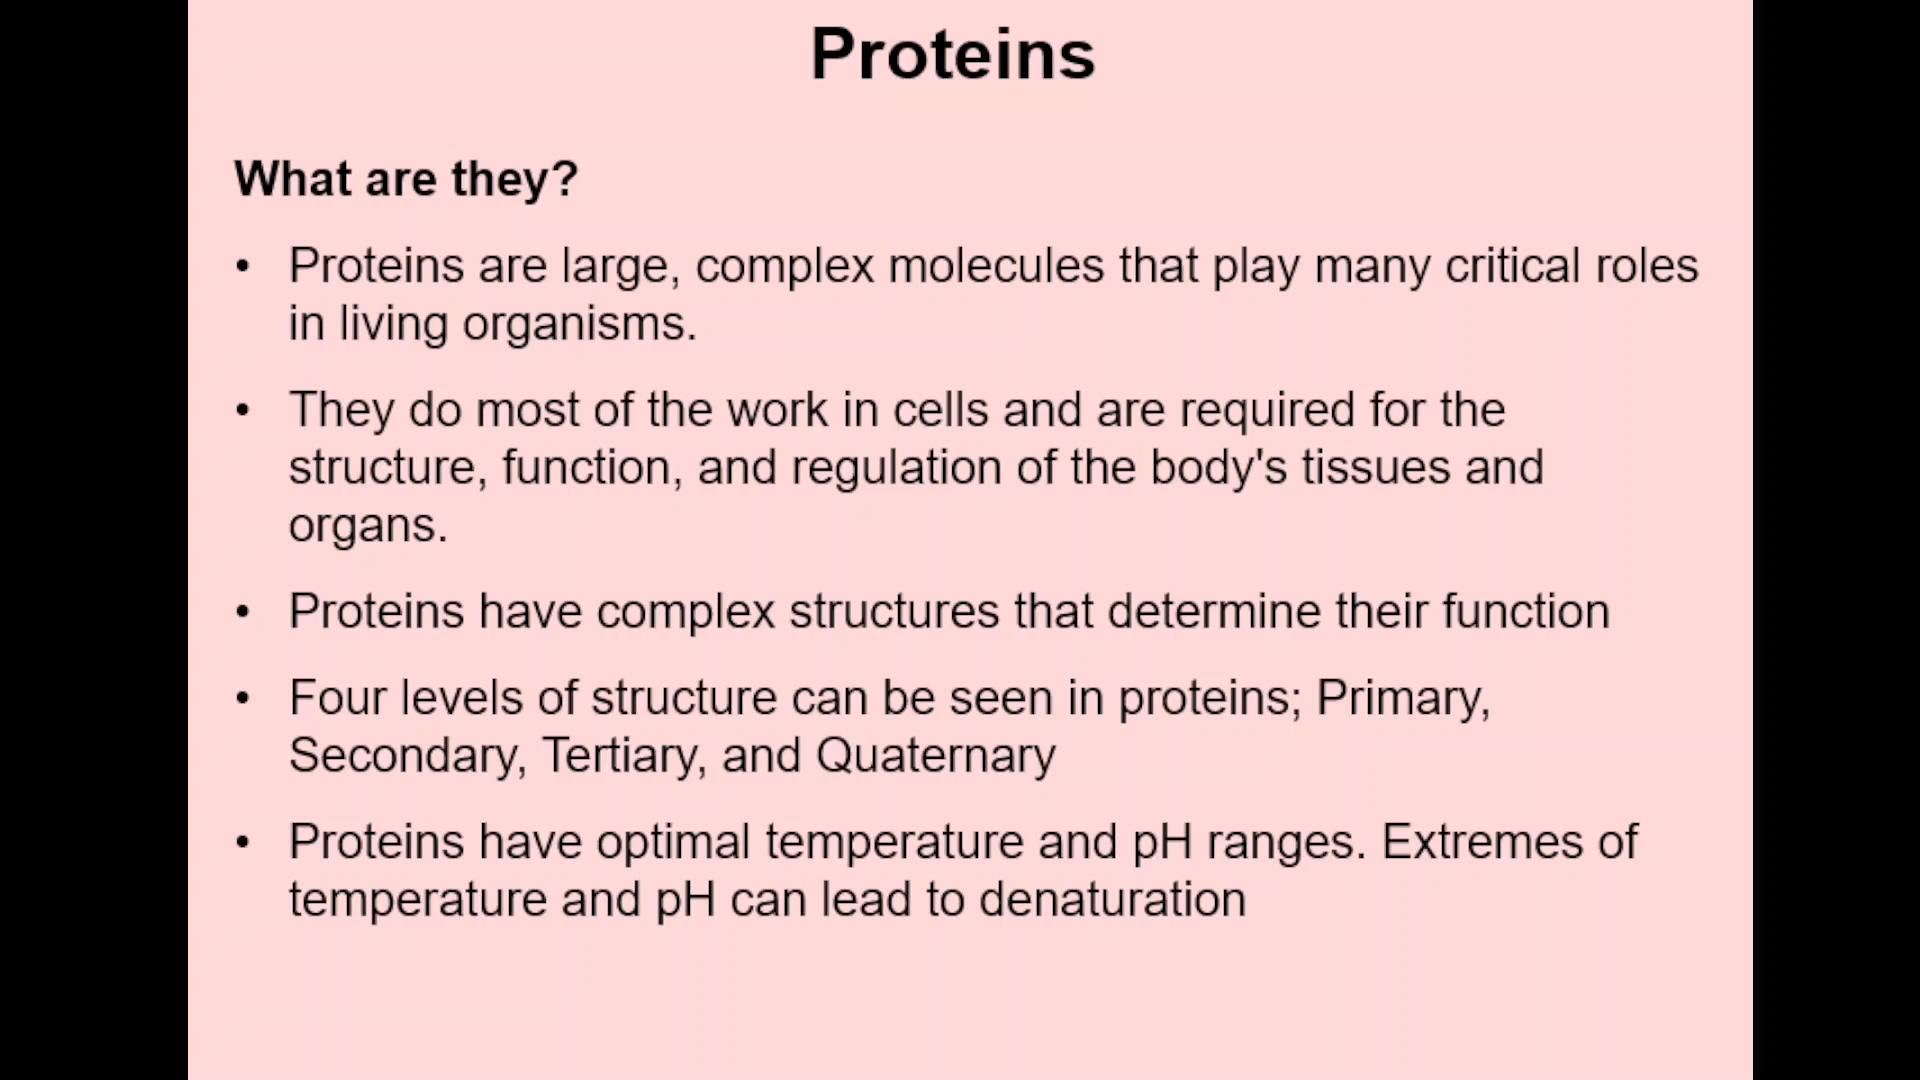 Proteins
What are they?
• Proteins are large, complex molecules that play many critical roles
in living organisms.
• They do most of the work in cells and are required for the
structure, function, and regulation of the body's tissues and
organs.
• Proteins have complex structures that determine their function
• Four levels of structure can be seen in proteins; Primary,
Secondary, Tertiary, and Quaternary
• Proteins have optimal temperature and pH ranges. Extremes of
temperature and pH can lead to denaturation